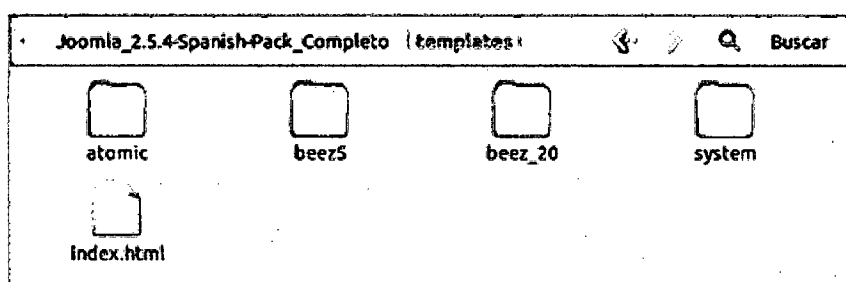 Joomla_2.5.4-Spanish-Pack_Completo templates Buscar
atomic beez5 beez_20 system
index.html